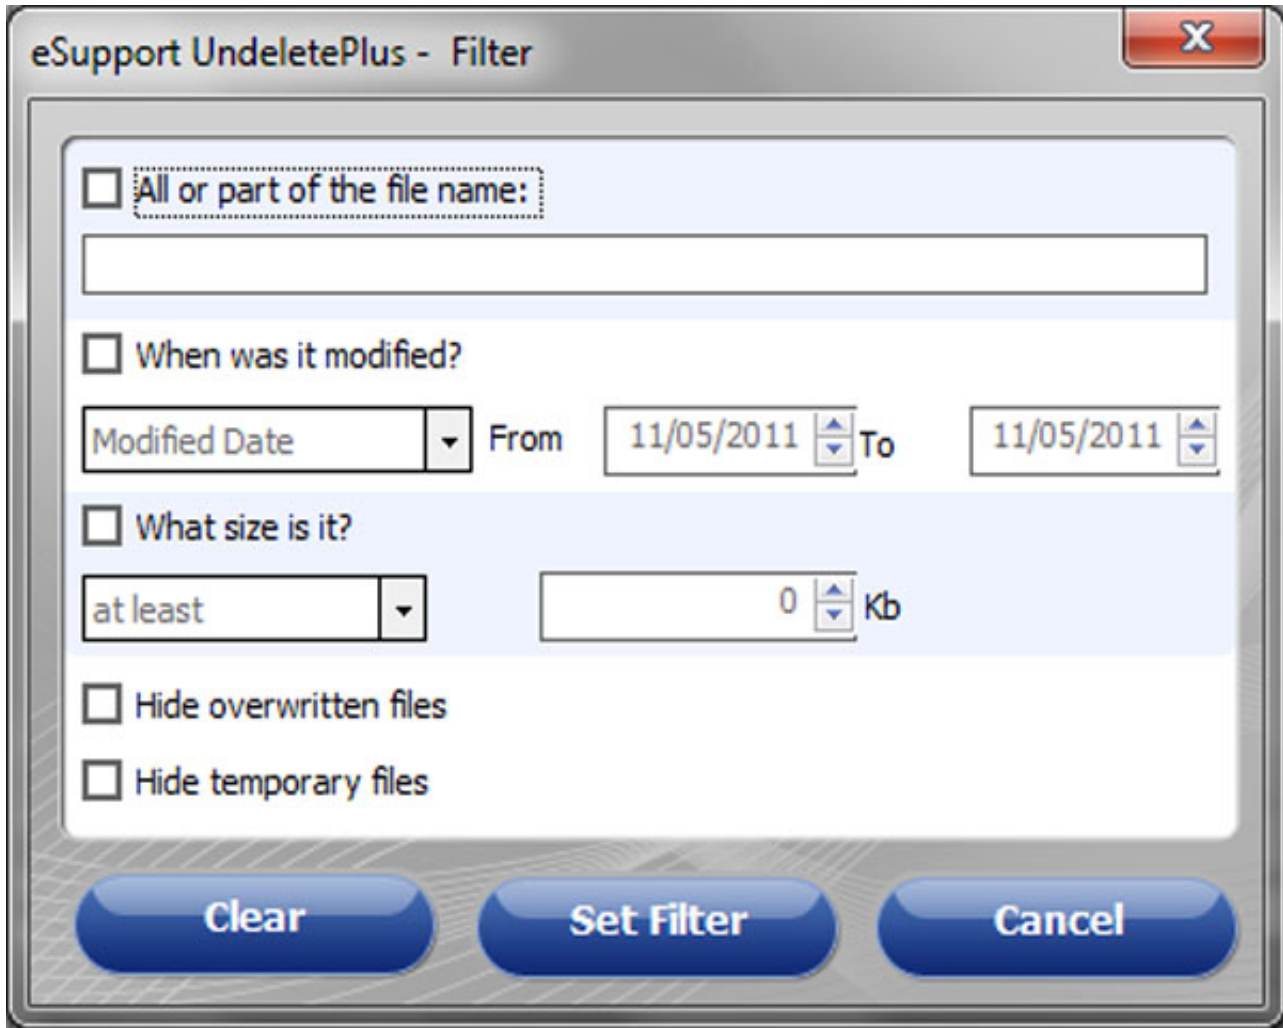 eSupport UndeletePlus - Filter
All or part of the file name:
When was it modified?
Modified Date From 11/05/2011 To 11/05/2011
What size is it?
at least 0 Kb
Hide overwritten files
Hide temporary files
Clear Set Filter Cancel